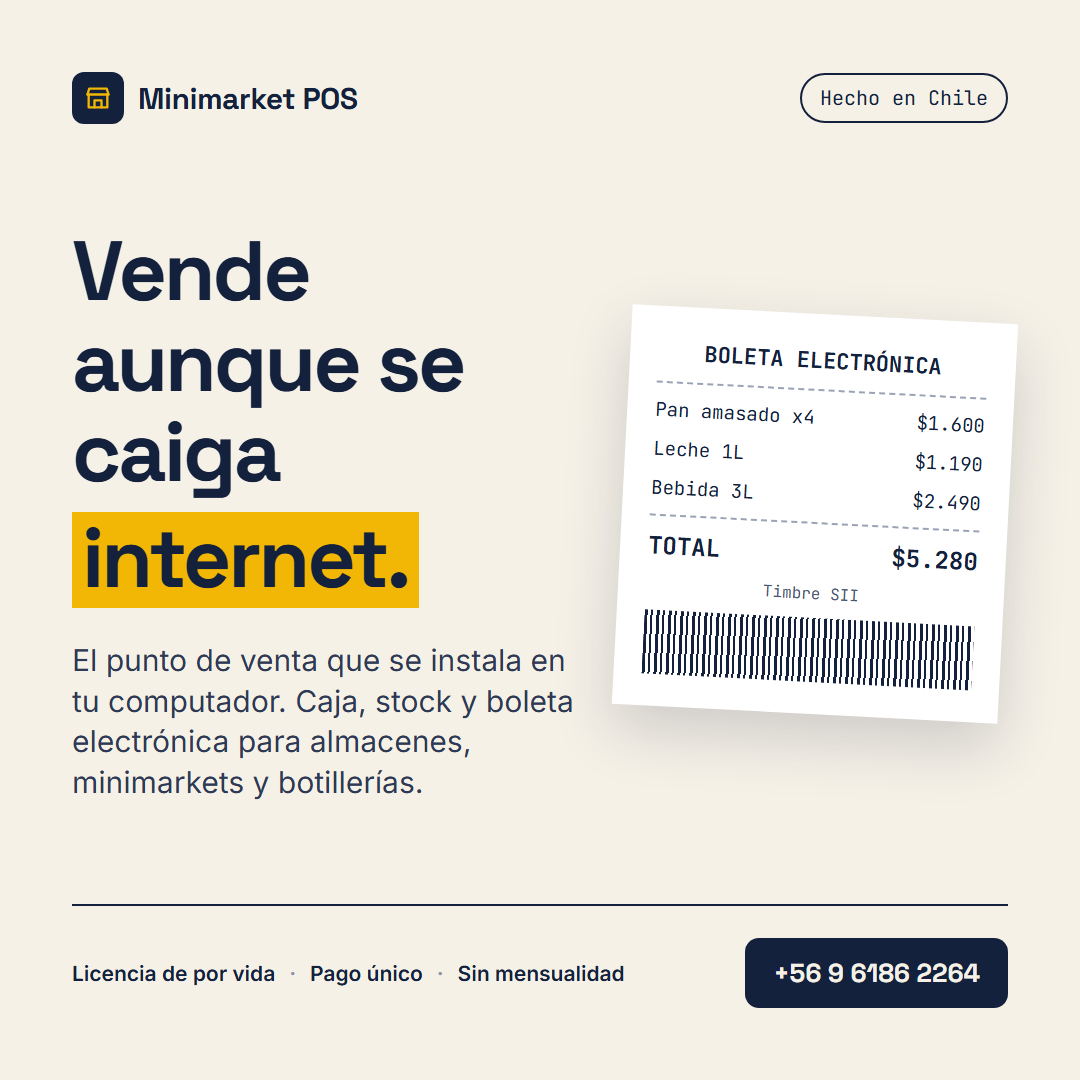 Minimarket POS
Hecho en Chile
Vende
aunque se
caiga
internet.
El punto de venta que se instala en
tu computador. Caja, stock y boleta
electrónica para almacenes,
minimarkets y botillerías.
BOLETA ELECTRÓNICA
Pan amasado x4 $1.600
Leche 1L $1.190
Bebida 3L $2.490
TOTAL $5.280
Timbre SII
Licencia de por vida · Pago único · Sin mensualidad
+56 9 6186 2264